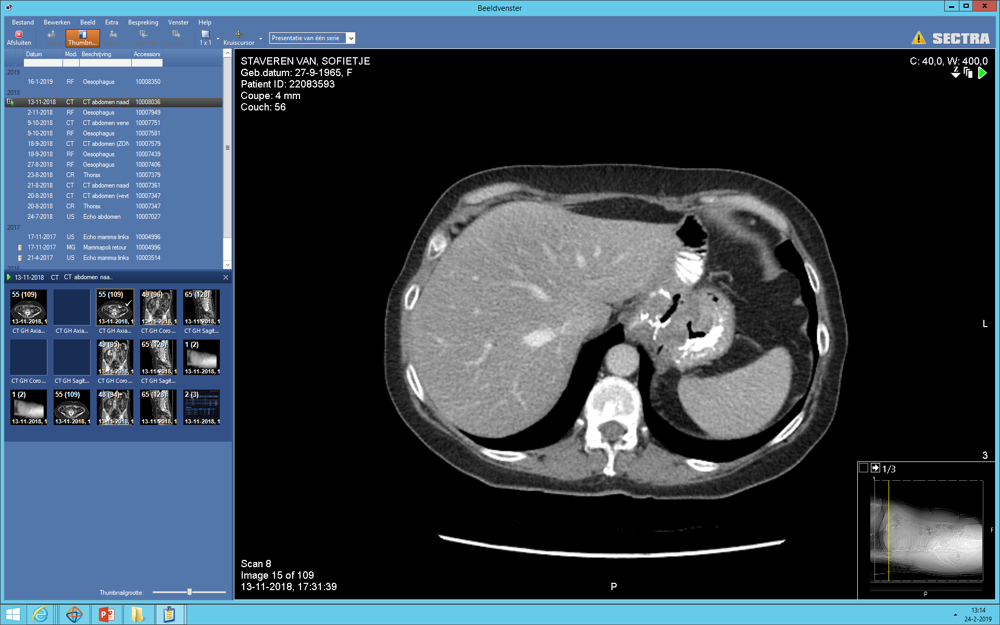 Beeldvenster
Bestand Bewerken Beeld Extra Bespreking Venster Help
Afsluiten Thumbn... 1 x 1 Kruiscursor Presentatie van één serie
SECTRA
Datum Beschrijving
2019
16-1-2019 RF Oesophagus 10008350
2018
13-11-2018 CT CT abdomen naad 10008036
2-11-2018 RF Oesophagus 10007949
9-10-2018 CT CT abdomen vene 10007751
9-10-2018 RF Oesophagus 10007581
18-9-2018 CT CT abdomen (ZON 10007579
18-9-2018 RF Oesophagus 10007439
27-8-2018 RF Oesophagus 10007406
23-8-2018 CR Thorax 10007379
21-8-2018 CT CT abdomen naad 10007361
20-8-2018 CT CT abdomen (+evt 10007347
20-8-2018 CR Thorax 10007347
24-7-2018 US Echo abdomen 10007027
2017
17-11-2017 US Echo mamma links 10004996
17-11-2017 MG Mammapoli retour 10004996
21-4-2017 US Echo mamma links 10003514
2016
13-11-2018 CT CT abdomen naa...
55 (109) 55 (109) 49 (96) 65 (128)
13-11-2018, 1 13-11-2018, 1 13-11-2018, 1 13-11-2018, 1
CT GH Axia... CT GH Axia... CT GH Axia... CT GH Coro... CT GH Sagit...
49 (95) 65 (128) 1 (2)
13-11-2018, 1 13-11-2018, 1 13-11-2018, 1
CT GH Coro... CT GH Sagit... CT GH Coro... CT GH Sagit...
1 (2) 55 (109) 48 (94) 65 (128) 2 (3)
13-11-2018, 1 13-11-2018, 1 13-11-2018, 1 13-11-2018, 1 13-11-2018, 1
Thumbnailgrootte:
STAVEREN VAN, SOFIETJE
Geb.datum: 27-9-1965, F
Patient ID: 22083593
Coupe: 4 mm
Couch: 56
C: 40,0, W: 400,0
Z
L
3
1/3
1
F
P
Scan 8
Image 15 of 109
13-11-2018, 17:31:39
P
13:14
24-2-2019